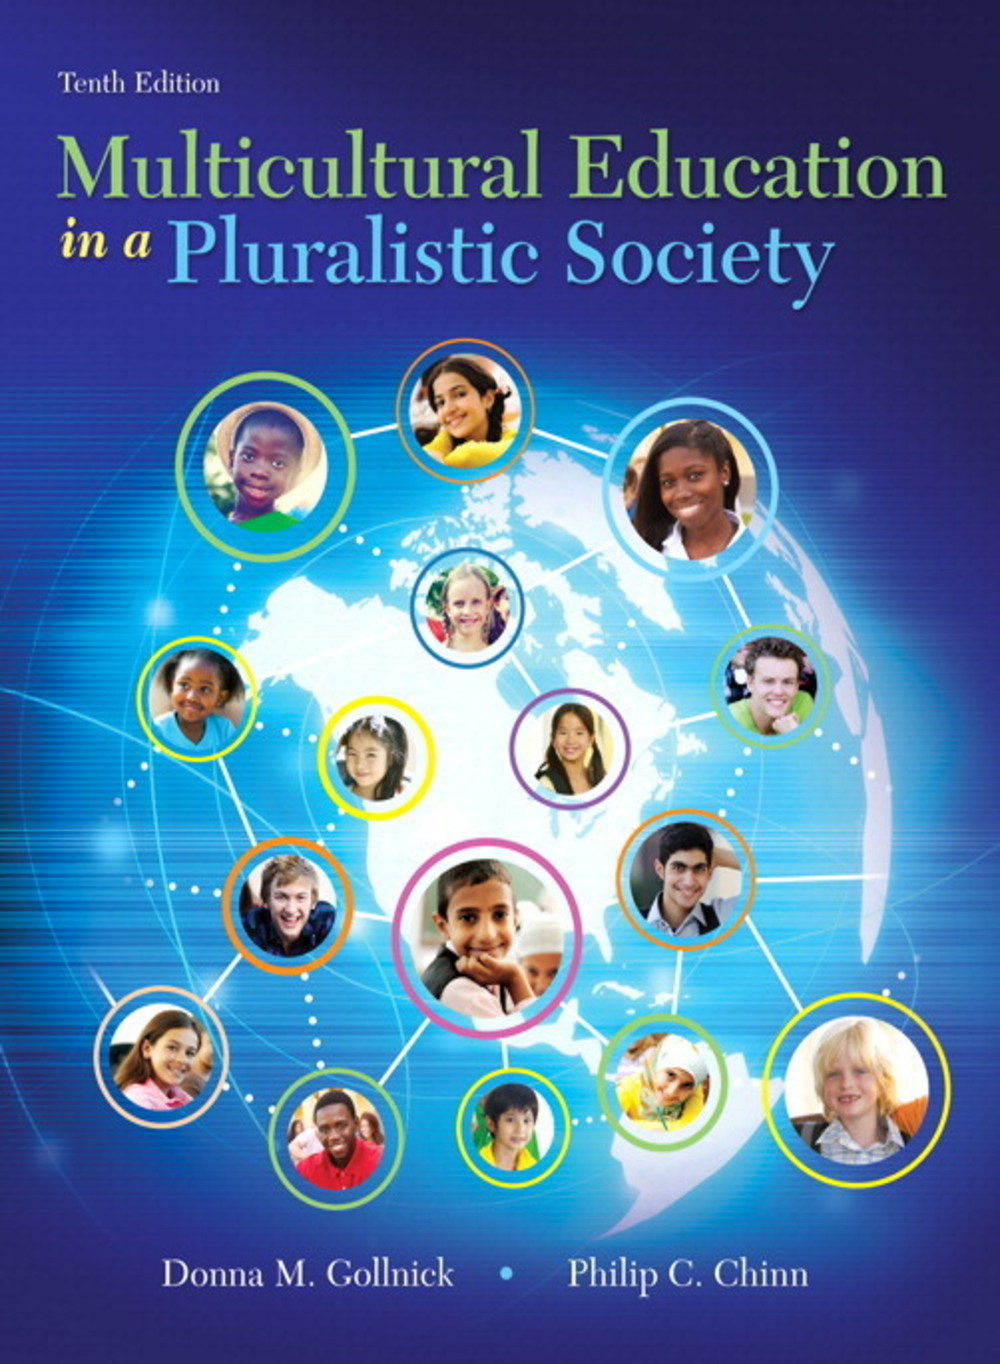 Tenth Edition
Multicultural Education
in a Pluralistic Society
Donna M. Gollnick • Philip C. Chinn